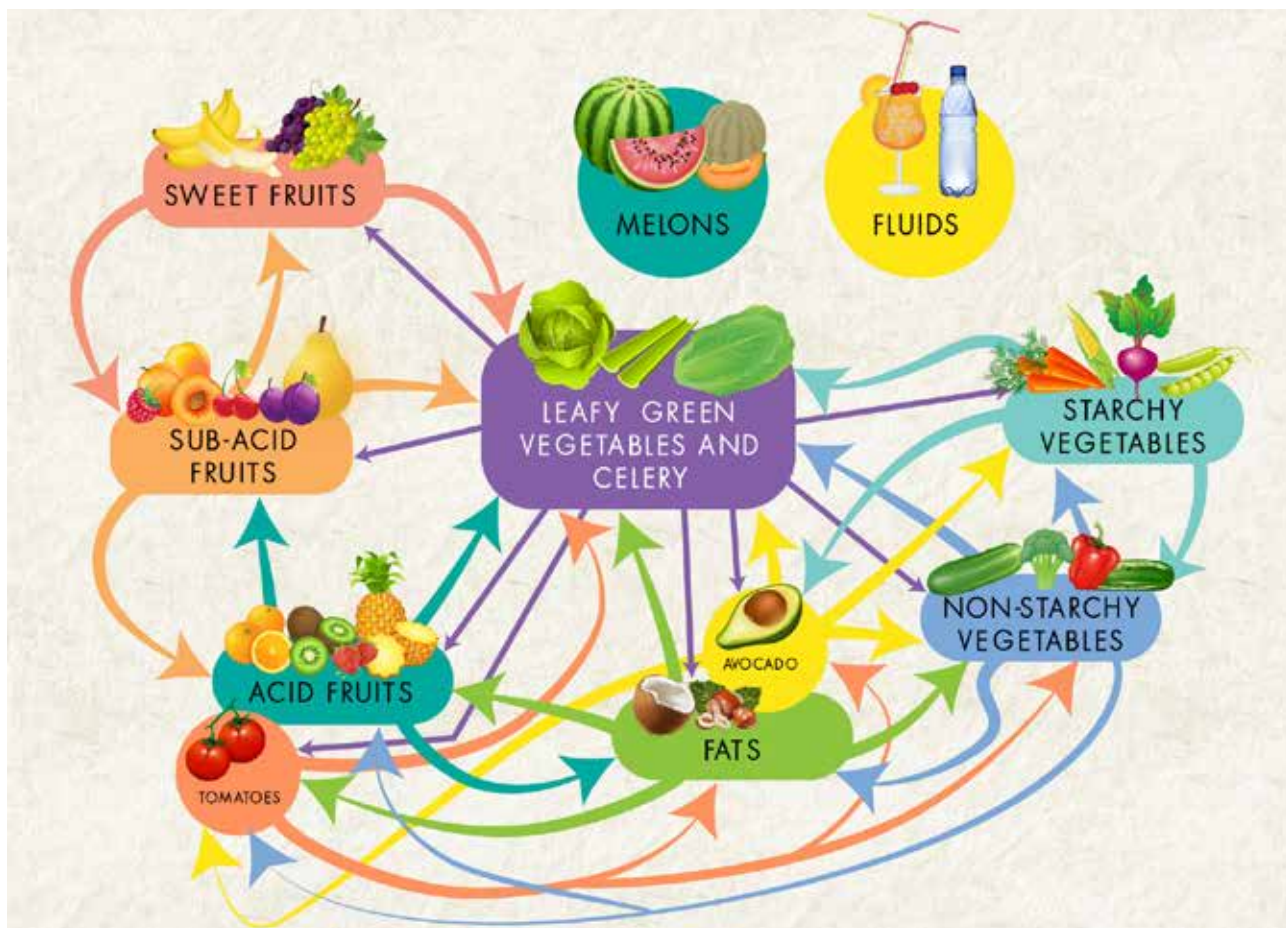 SWEET FRUITS
MELONS
FLUIDS
LEAFY GREEN
VEGETABLES AND
CELERY
STARCHY
VEGETABLES
SUB-ACID
FRUITS
NON-STARCHY
VEGETABLES
AVOCADO
ACID FRUITS
FATS
TOMATOES